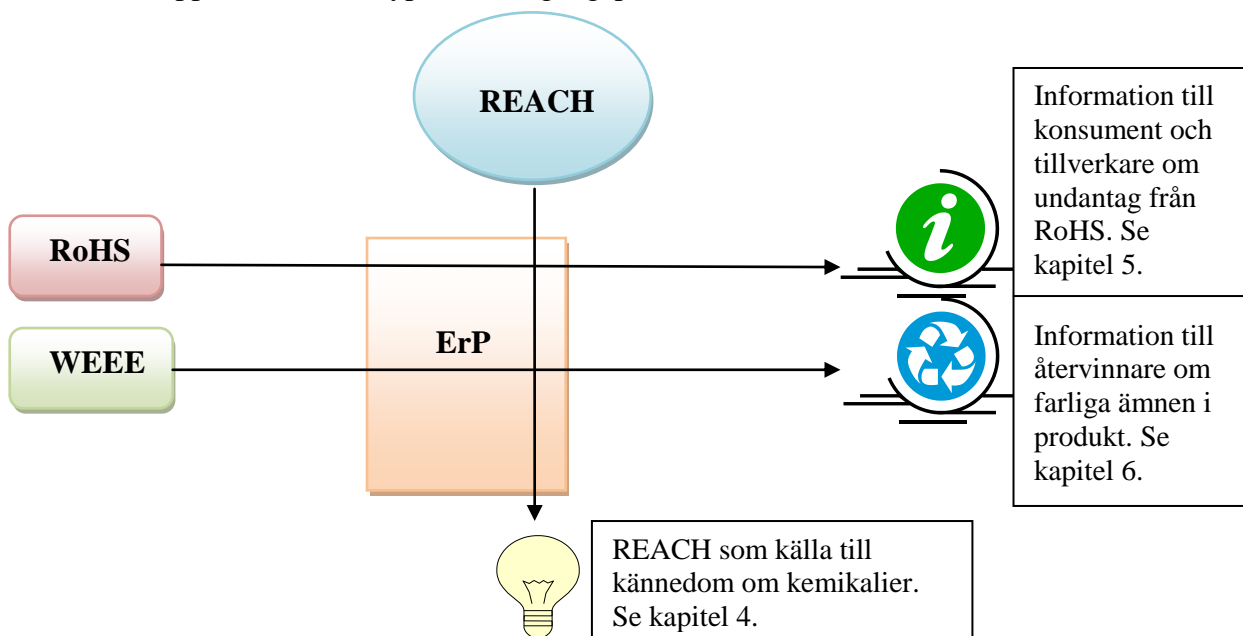 REACH
Information till
konsument och
tillverkare om
undantag från
RoHS. Se
kapitel 5.
i
RoHS
ErP
WEEE
Information till
återvinnare om
farliga ämnen i
produkt. Se
kapitel 6.
REACH som källa till
kännedom om kemikalier.
Se kapitel 4.